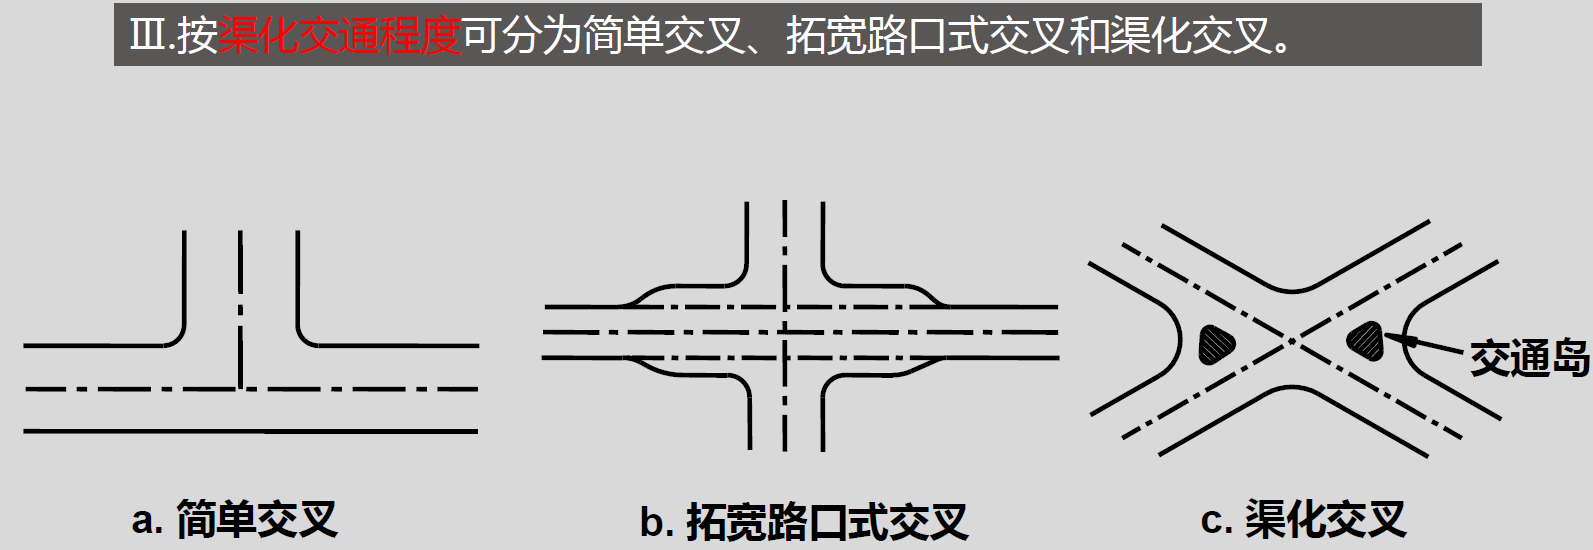 Ⅲ.按渠化交通程度可分为简单交叉、拓宽路口式交叉和渠化交叉。
交通岛
a. 简单交叉
b. 拓宽路口式交叉
c. 渠化交叉